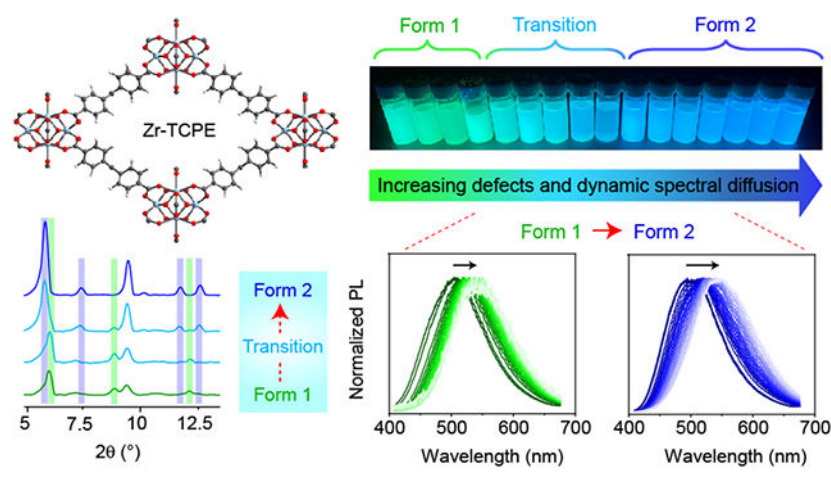 Form 1
Transition
Form 2
Zr-TCPE
Increasing defects and dynamic spectral diffusion
Form 1
Form 2
Form 2
Transition
Form 1
5
7.5
10
12.5
2θ (°)
Normalized PL
400
500
600
700
Wavelength (nm)
400
500
600
700
Wavelength (nm)